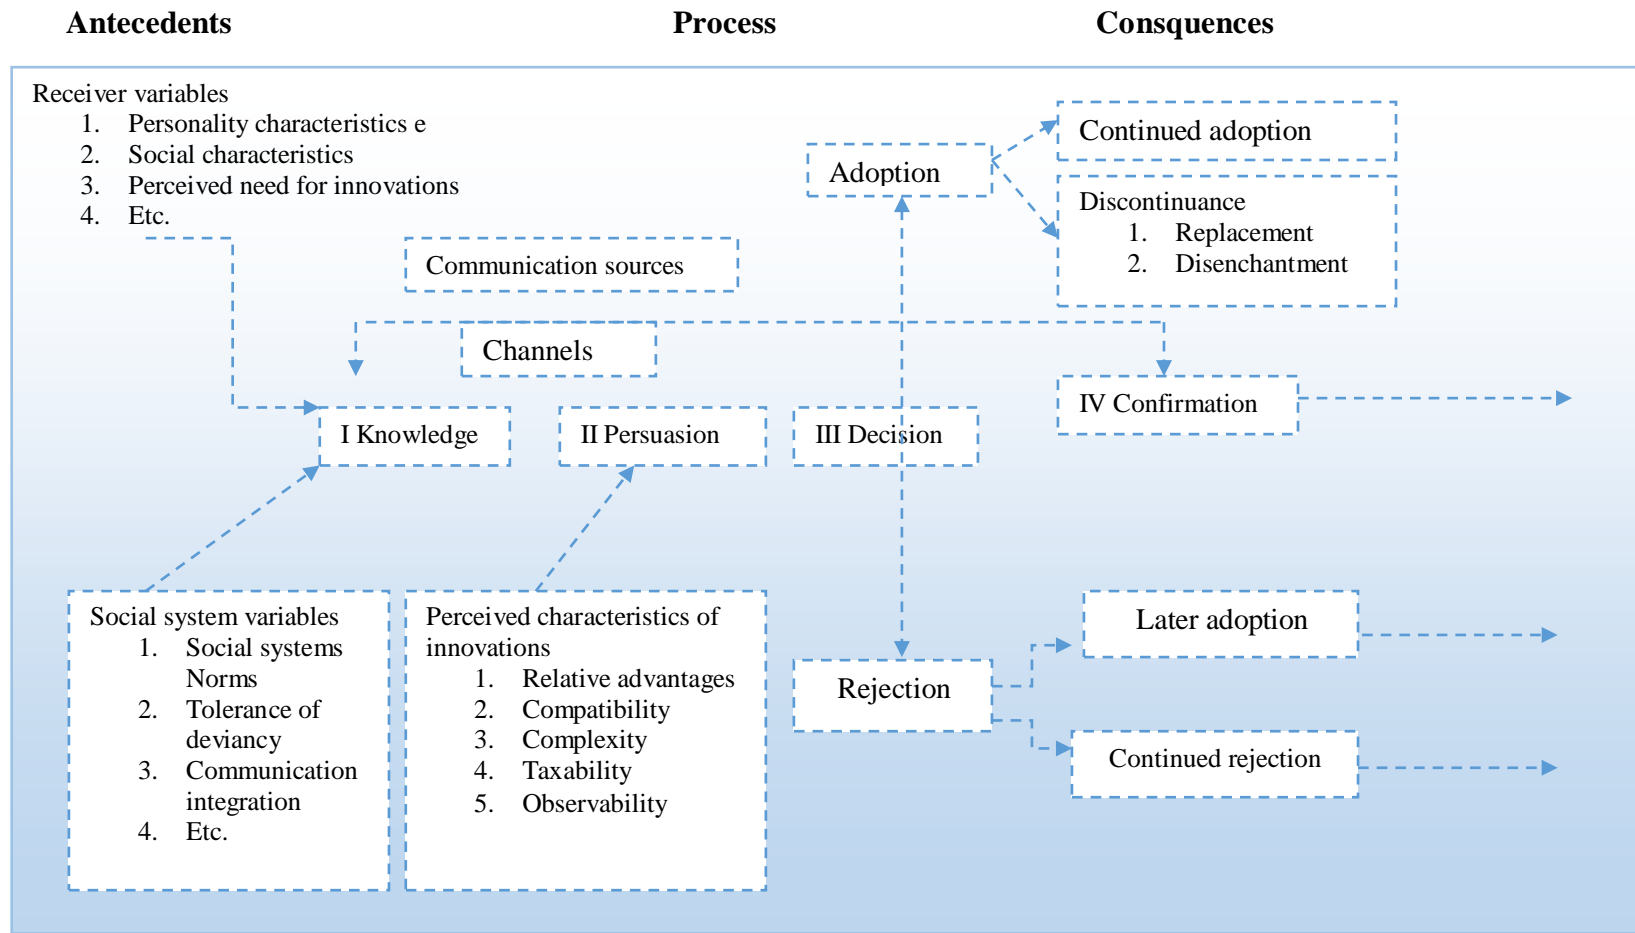 Antecedents Process Consquences
Receiver variables
1. Personality characteristics e
2. Social characteristics
3. Perceived need for innovations
4. Etc.
Communication sources
Channels
Adoption
Continued adoption
Discontinuance
1. Replacement
2. Disenchantment
I Knowledge
II Persuasion
III Decision
IV Confirmation
Social system variables
1. Social systems
Norms
2. Tolerance of
deviancy
3. Communication
integration
4. Etc.
Perceived characteristics of
innovations
1. Relative advantages
2. Compatibility
3. Complexity
4. Taxability
5. Observability
Rejection
Later adoption
Continued rejection